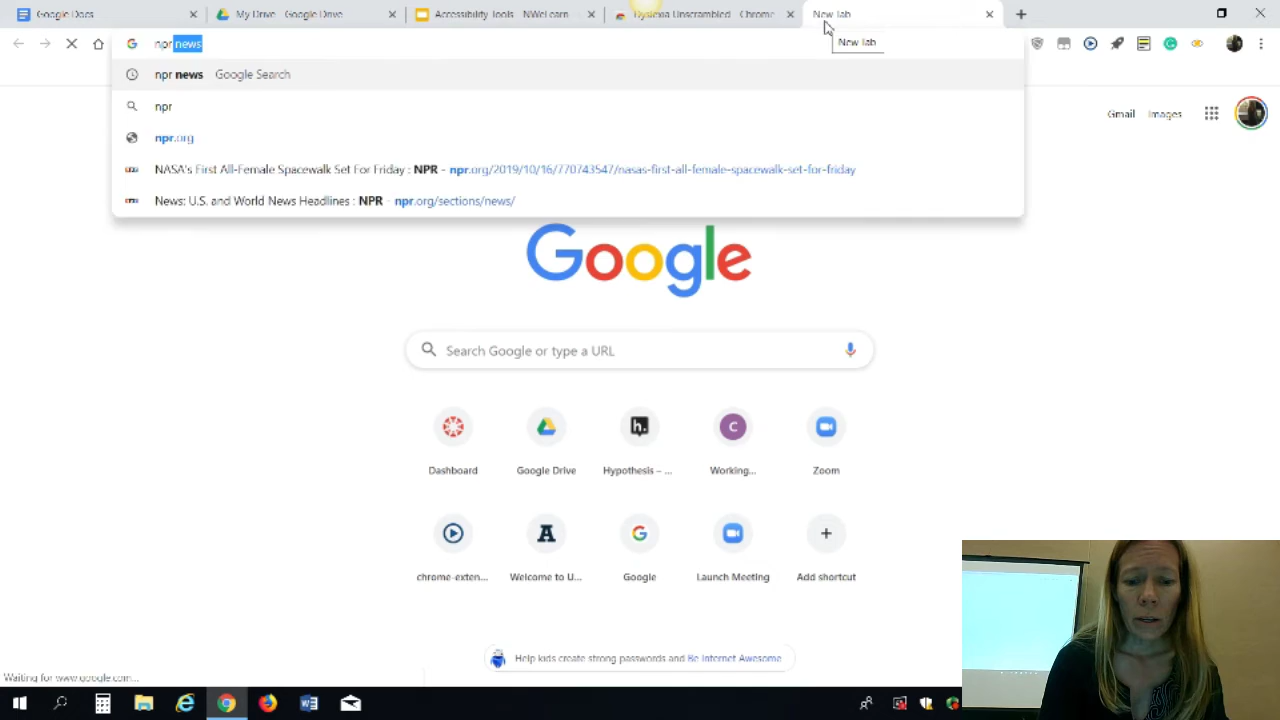 Google Docs
My Drive - Google Drive
Accessibility Tools - NWeLearn
Dyslexia Unscrambled - Chrome
New Tab
npr news
New Tab
npr news Google Search
npr
npr.org
NASA's First All-Female Spacewalk Set For Friday : NPR - npr.org/2019/10/16/770743547/nasas-first-all-female-spacewalk-set-for-friday
News: U.S. and World News Headlines : NPR - npr.org/sections/news/
Gmail Images
Google
Search Google or type a URL
h.
C
Dashboard
Google Drive
Hypothesis – ...
Working...
Zoom
A
G
chrome-exten...
Welcome to U...
Google
Launch Meeting
Add shortcut
Help kids create strong passwords and Be Internet Awesome
Waiting for www.google.com...